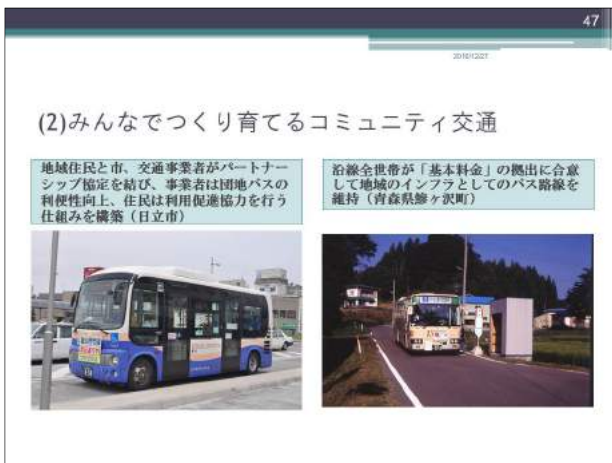 47
2010/12/27
(2)みんなでつくり育てるコミュニティ交通
地域住民と市、交通事業者がパートナー
シップ協定を結び、事業者は団地バスの
利便性向上、住民は利用促進協力を行う
仕組みを構築（日立市）
沿線全世帯が「基本料金」の拠出に合意
して地域のインフラとしてのバス路線を
維持（青森県鰺ヶ沢町）